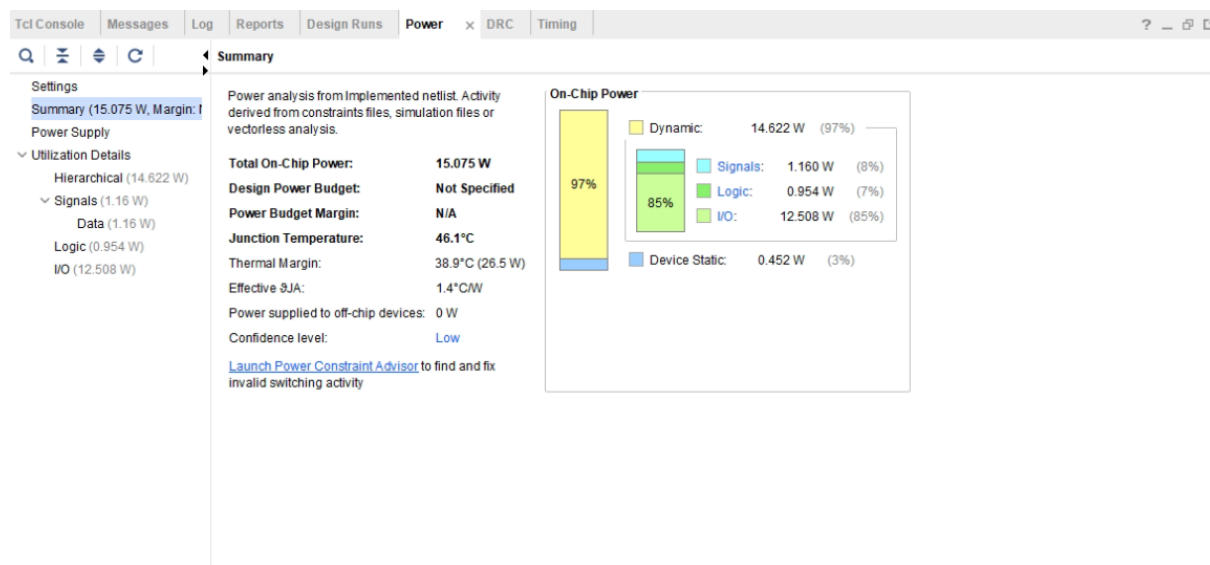 Tcl Console Messages Log Reports Design Runs Power × DRC Timing ? _
Summary
Settings
Summary (15.075 W, Margin:
Power Supply
Utilization Details
Hierarchical (14.622 W)
Signals (1.16 W)
Data (1.16 W)
Logic (0.954 W)
I/O (12.508 W)
Power analysis from Implemented netlist. Activity
derived from constraints files, simulation files or
vectorless analysis.
Total On-Chip Power: 15.075 W
Design Power Budget: Not Specified
Power Budget Margin: N/A
Junction Temperature: 46.1°C
Thermal Margin: 38.9°C (26.5 W)
Effective ϑJA: 1.4°C/W
Power supplied to off-chip devices: 0 W
Confidence level: Low
Launch Power Constraint Advisor to find and fix
invalid switching activity
On-Chip Power
Dynamic: 14.622 W (97%)
97%
Signals: 1.160 W (8%)
Logic: 0.954 W (7%)
85%
I/O: 12.508 W (85%)
Device Static: 0.452 W (3%)